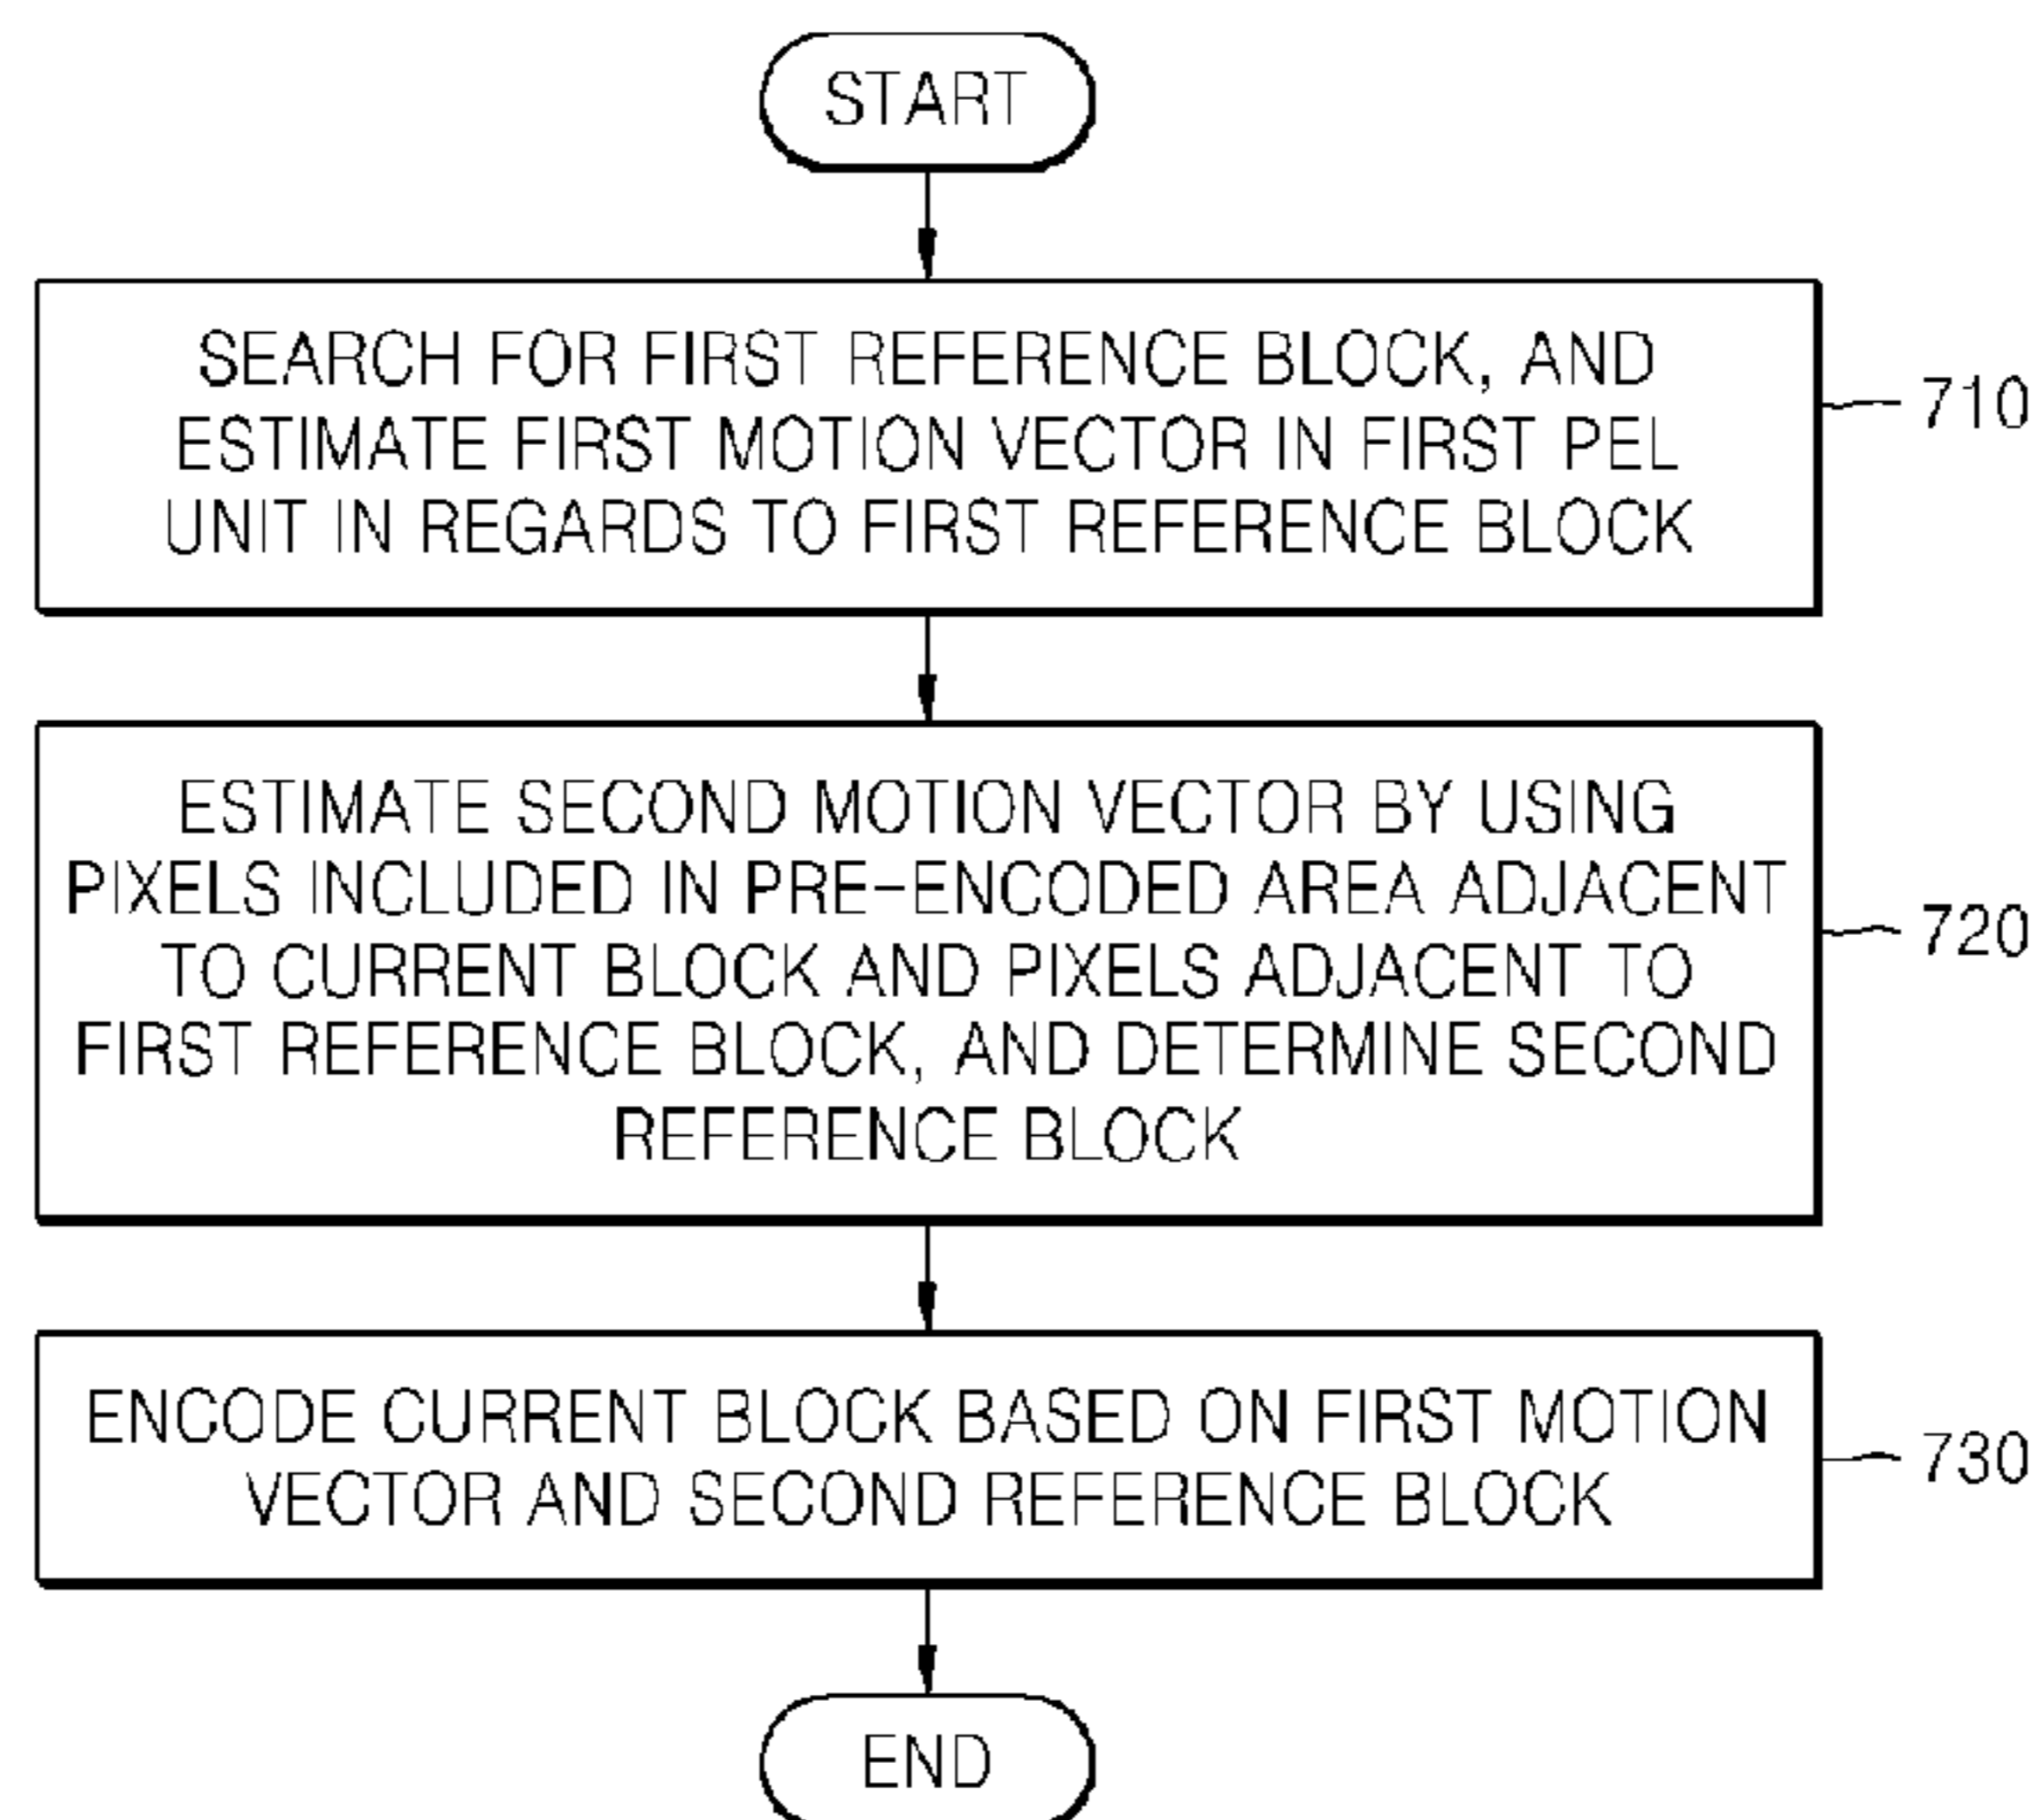 START
SEARCH FOR FIRST REFERENCE BLOCK, AND
ESTIMATE FIRST MOTION VECTOR IN FIRST PEL
UNIT IN REGARDS TO FIRST REFERENCE BLOCK
710
ESTIMATE SECOND MOTION VECTOR BY USING
PIXELS INCLUDED IN PRE-ENCODED AREA ADJACENT
TO CURRENT BLOCK AND PIXELS ADJACENT TO
FIRST REFERENCE BLOCK, AND DETERMINE SECOND
REFERENCE BLOCK
720
ENCODE CURRENT BLOCK BASED ON FIRST MOTION
VECTOR AND SECOND REFERENCE BLOCK
730
END